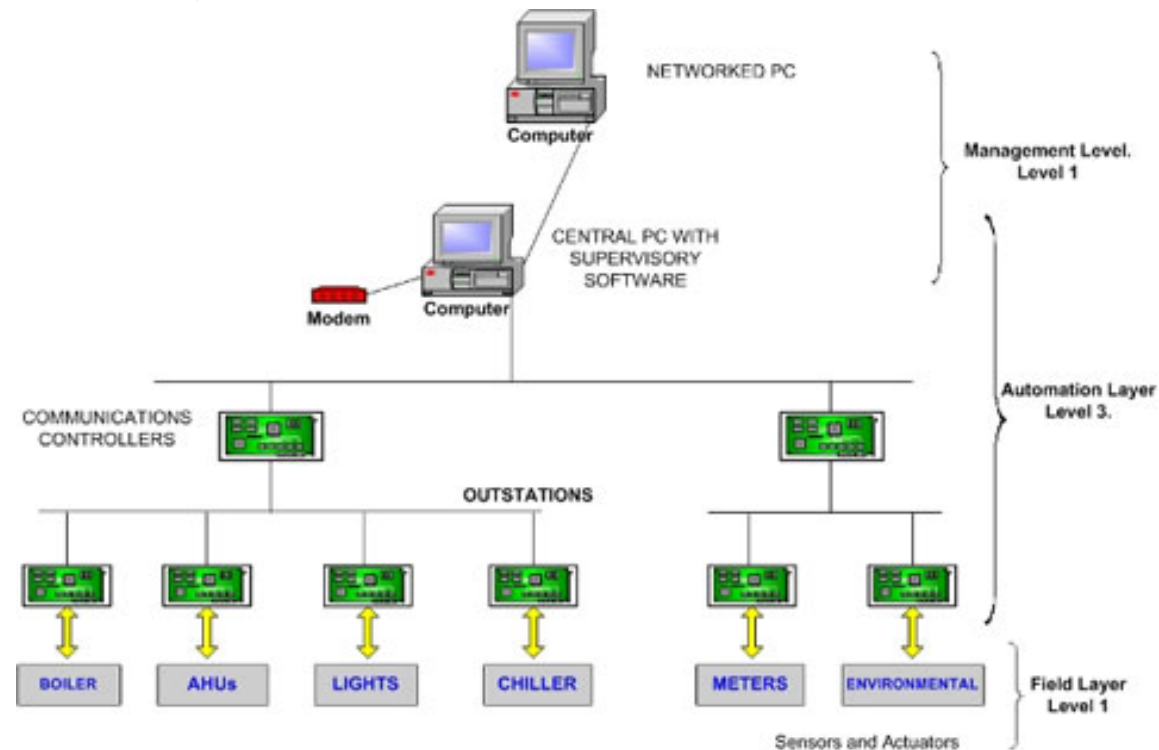 NETWORKED PC
Computer
Management Level.
Level 1
CENTRAL PC WITH
SUPERVISORY
SOFTWARE
Modem
Computer
Automation Layer
Level 3.
COMMUNICATIONS
CONTROLLERS
OUTSTATIONS
BOILER
AHUs
LIGHTS
CHILLER
METERS
ENVIRONMENTAL
Field Layer
Level 1
Sensors and Actuators